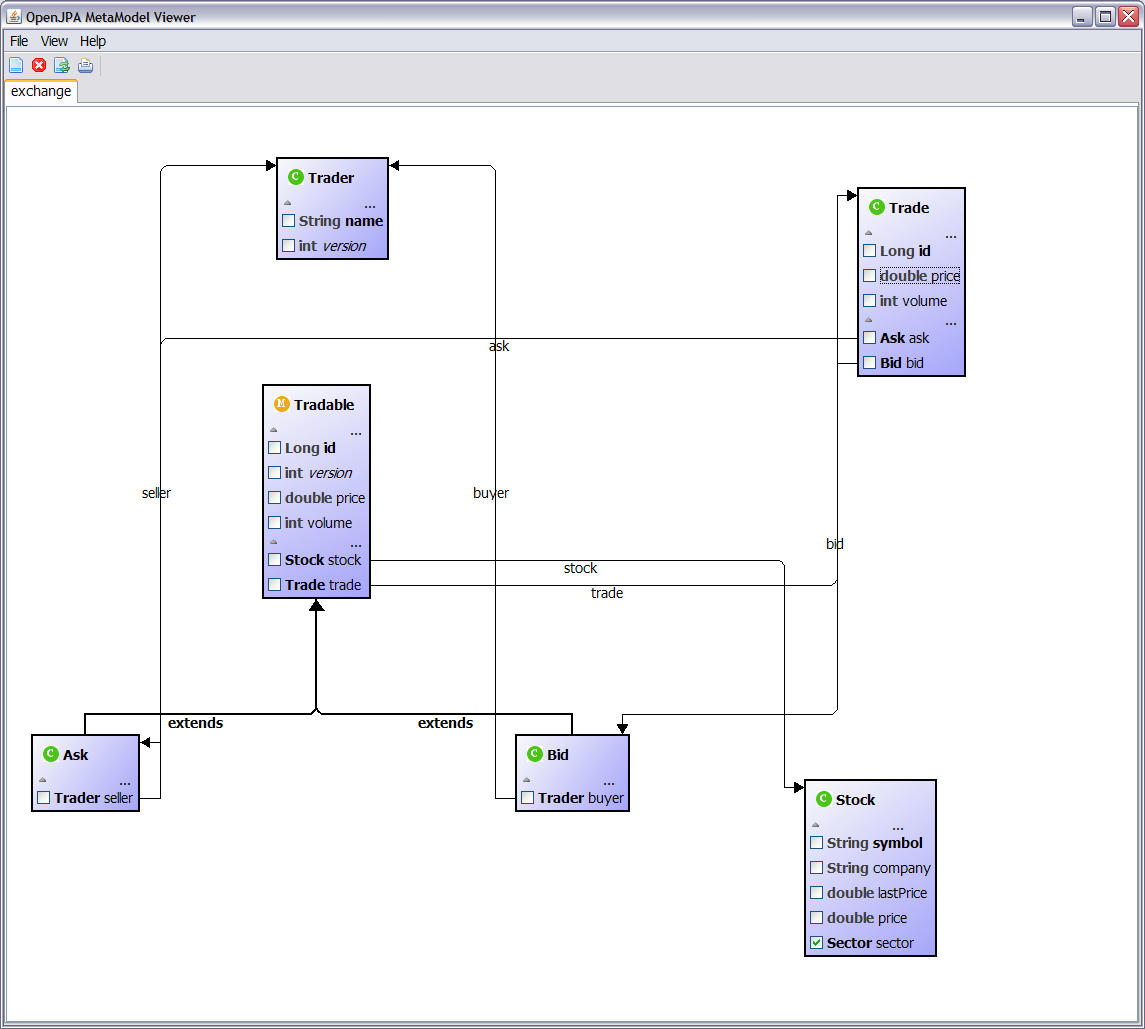 OpenJPA MetaModel Viewer
File View Help
exchange
C Trader
...
String name
int version
C Trade
...
Long id
double price
int volume
...
Ask ask
Bid bid
ask
M Tradable
...
Long id
int version
double price
int volume
...
Stock stock
Trade trade
seller
buyer
bid
stock
trade
extends
extends
C Ask
...
Trader seller
C Bid
...
Trader buyer
C Stock
...
String symbol
String company
double lastPrice
double price
Sector sector